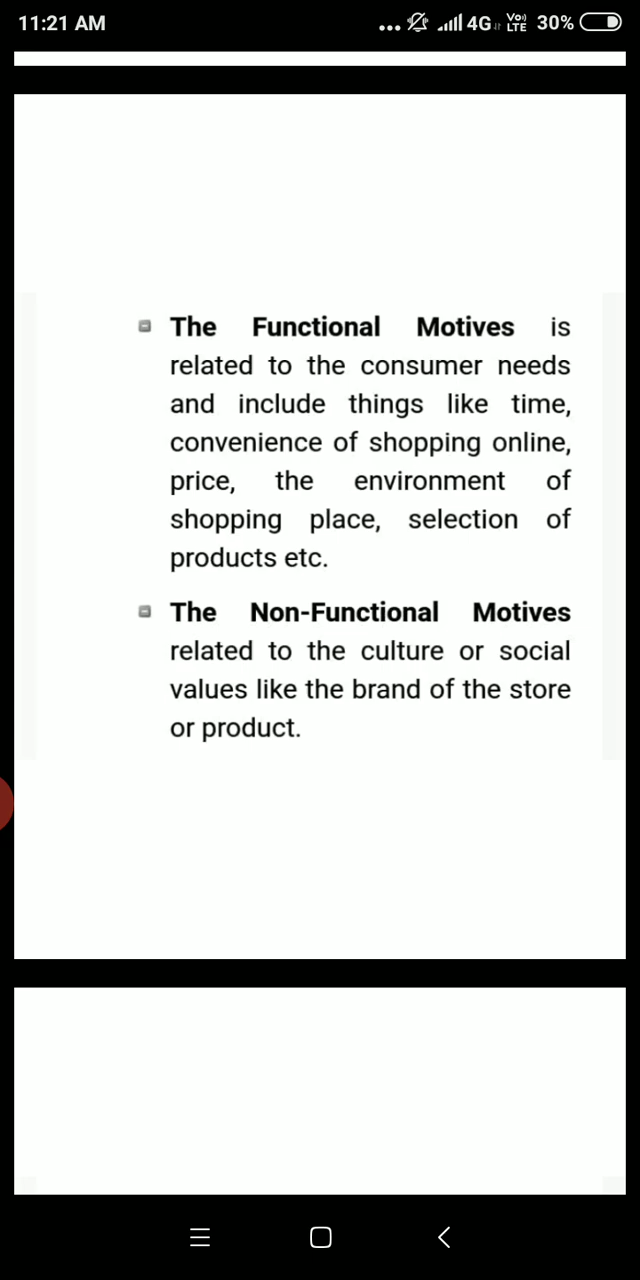 11:21 AM
... 4G Vo) LTE 30%
The Functional Motives is
related to the consumer needs
and include things like time,
convenience of shopping online,
price, the environment of
shopping place, selection of
products etc.
The Non-Functional Motives
related to the culture or social
values like the brand of the store
or product.